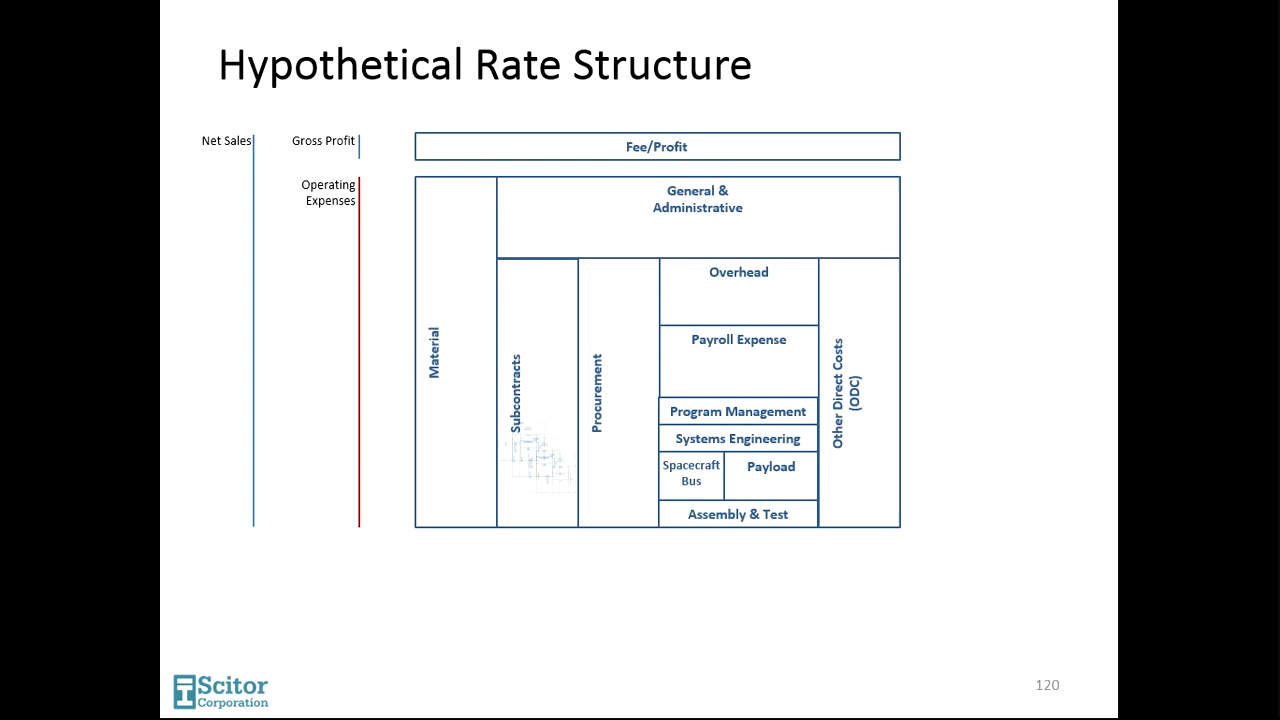 Hypothetical Rate Structure
Net Sales
Gross Profit
Fee/Profit
Operating
Expenses
General &
Administrative
Material
Subcontracts
Procurement
Overhead
Payroll Expense
Program Management
Systems Engineering
Spacecraft
Bus
Payload
Assembly & Test
Other Direct Costs
(ODC)
Scitor
Corporation
120